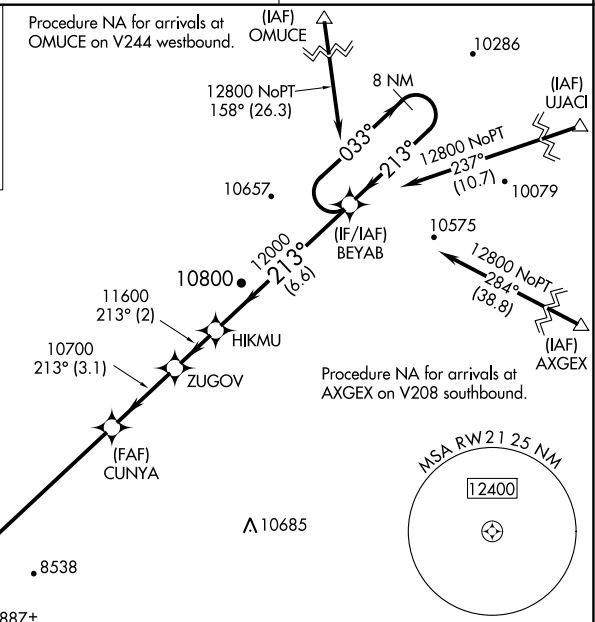 Procedure NA for arrivals at
OMUCE on V244 westbound.
(IAF)
OMUCE
10286
8 NM
12800 NoPT
158° (26.3)
(IAF)
UJACI
033°
213°
12800 NoPT
237°
(10.7)
10079
10657
(IF/IAF)
BEYAB
10575
12800 NoPT
284°
(38.8)
(IAF)
AXGEX
12000
213°
(6.6)
10800
11600
213° (2)
HIKMU
10700
213° (3.1)
ZUGOV
Procedure NA for arrivals at
AXGEX on V208 southbound.
(FAF)
CUNYA
MSA RW21 25 NM
12400
10685
8538
887±